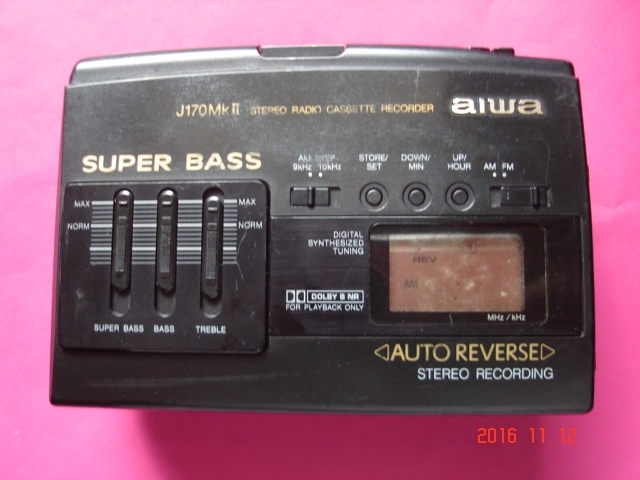 J170MkII STEREO RADIO CASSETTE RECORDER aiwa
SUPER BASS
AM STEP
9kHz 10kHz
STORE/
SET
DOWN/
MIN
UP/
HOUR
AM FM
MAX
MAX
NORM
NORM
SUPER BASS BASS TREBLE
DIGITAL
SYNTHESIZED
TUNING
DOLBY B NR
FOR PLAYBACK ONLY
REV
AM
MHz / kHz
◁AUTO REVERSE▷
STEREO RECORDING
2016 11 12